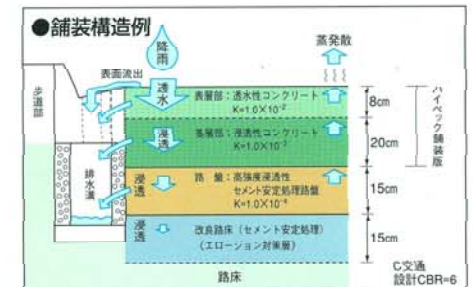 ●舗装構造例
降雨
蒸発散
表面流出
歩道部
透水
表層部：透水性コンクリート
K=1.0×10⁻²
8cm
ハイペック舗装版
浸透
基層部：浸透性コンクリート
K=1.0×10⁻³
20cm
排水溝
浸透
路 盤：高強度浸透性
セメント安定処理路盤
K=1.0×10⁻⁴
15cm
浸透
改良路床（セメント安定処理）
（エローション対策層）
15cm
路床
C交通
設計CBR=6